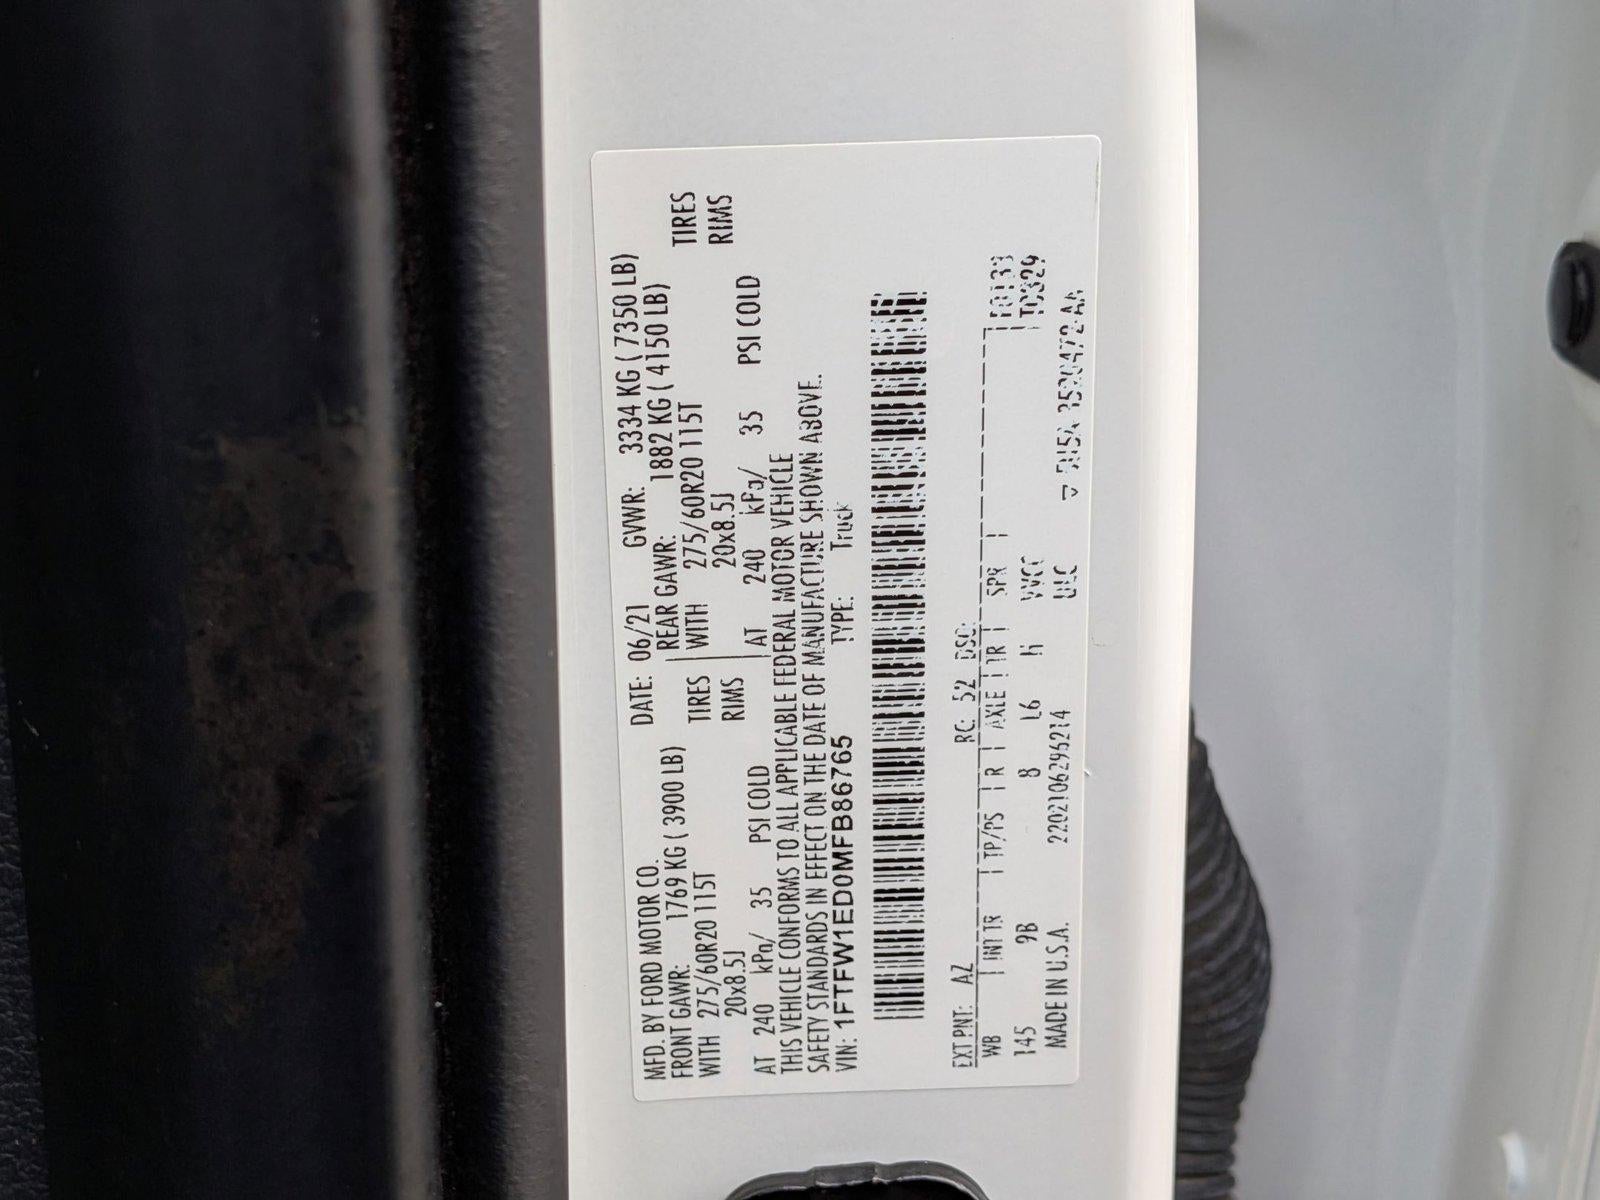 MFD. BY FORD MOTOR CO.
DATE: 06/21 GVWR: 3334 KG ( 7350 LB)
FRONT GAWR: 1769 KG ( 3900 LB) REAR GAWR: 1882 KG ( 4150 LB)
WITH 275/60R20 115T TIRES WITH 275/60R20 115T TIRES
20x8.5J RIMS 20x8.5J RIMS
AT 240 kPa/ 35 PSI COLD AT 240 kPa/ 35 PSI COLD
THIS VEHICLE CONFORMS TO ALL APPLICABLE FEDERAL MOTOR VEHICLE
SAFETY STANDARDS IN EFFECT ON THE DATE OF MANUFACTURE SHOWN ABOVE.
VIN: 1FTFW1ED0MFB86765 TYPE: Truck
EXT PNT: AZ RC: 52 DSO:
WB INT TR TP/PS R AXLE TR SPR
145 9B 8 L6 VVCC
MADE IN U.S.A. 2202106296214 ULC